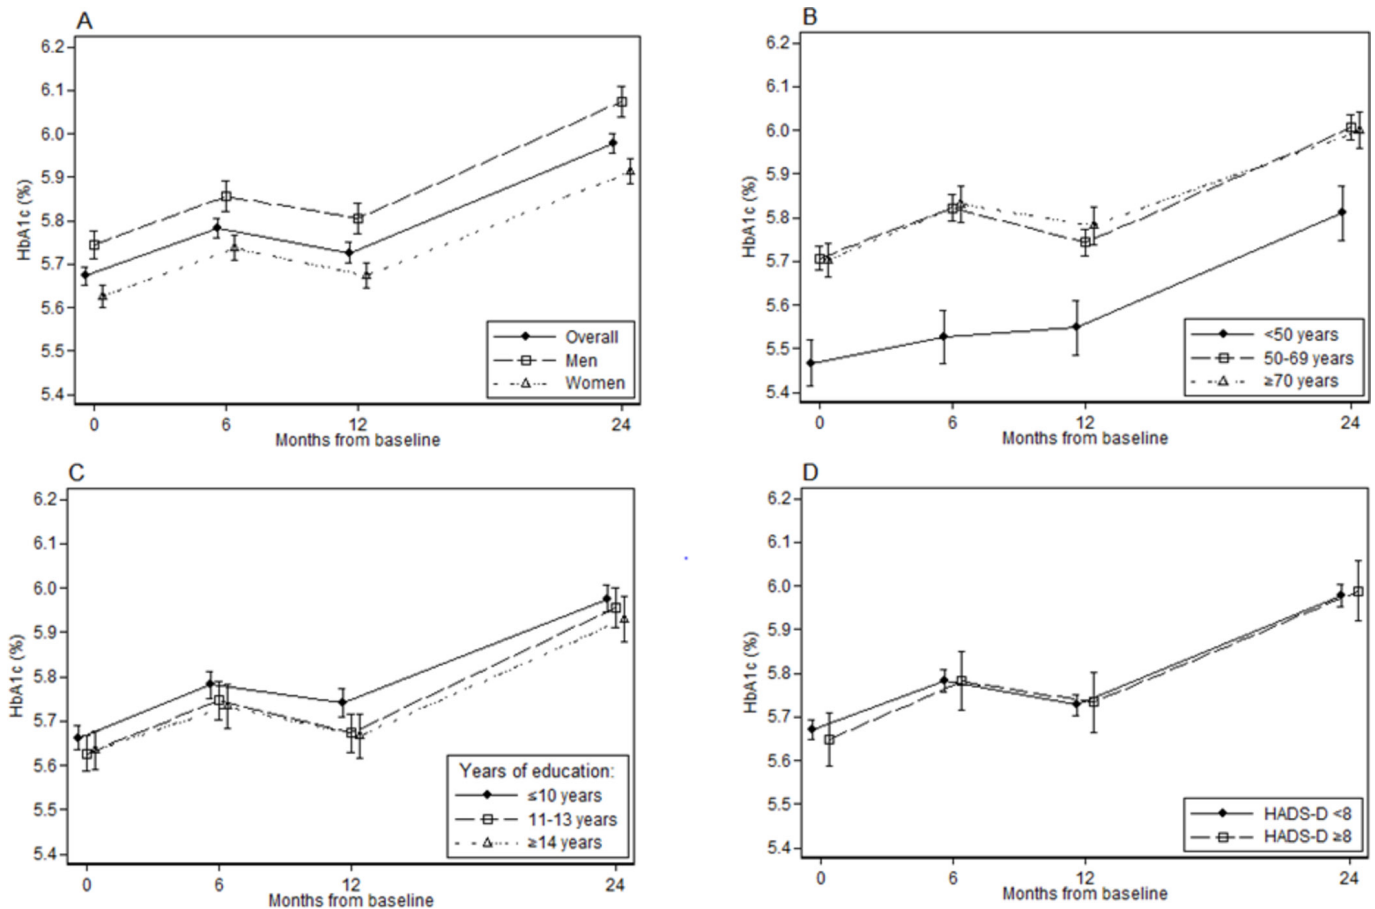 A
6.2
6.1
6.0
5.9
5.8
5.7
5.6
5.5
5.4
HbA1c (%)
Overall
Men
Women
0 6 12 24
Months from baseline
B
6.2
6.1
6.0
5.9
5.8
5.7
5.6
5.5
5.4
HbA1c (%)
<50 years
50-69 years
≥70 years
0 6 12 24
Months from baseline
C
6.2
6.1
6.0
5.9
5.8
5.7
5.6
5.5
5.4
HbA1c (%)
Years of education:
≤10 years
11-13 years
≥14 years
0 6 12 24
Months from baseline
D
6.2
6.1
6.0
5.9
5.8
5.7
5.6
5.5
5.4
HbA1c (%)
HADS-D <8
HADS-D ≥8
0 6 12 24
Months from baseline